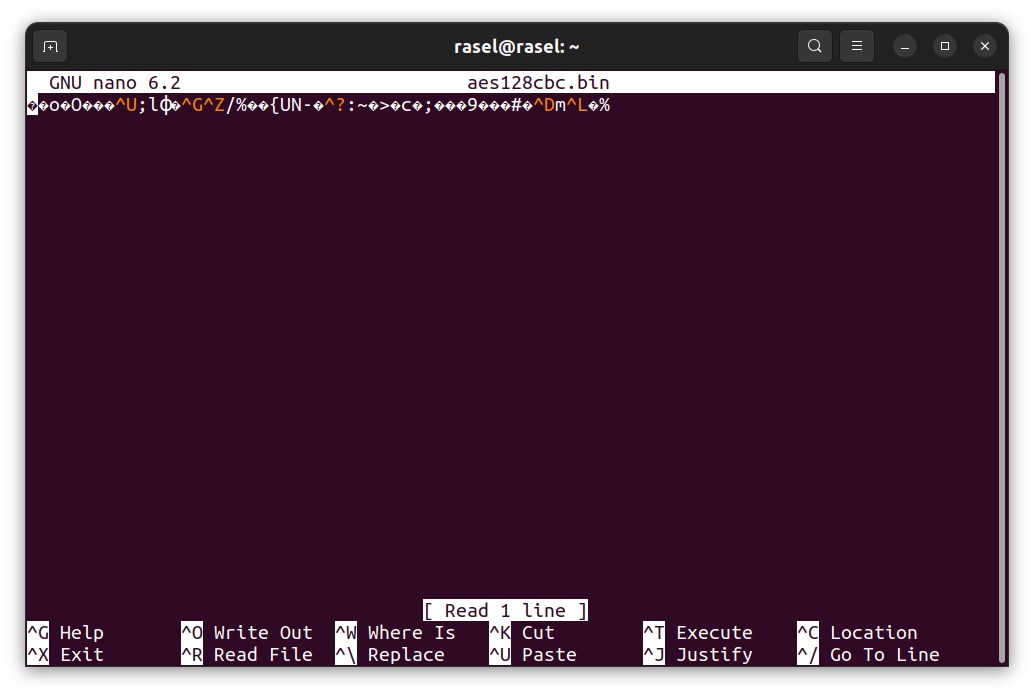 rasel@rasel: ~
GNU nano 6.2 aes128cbc.bin
��o�O���^U;lф�^G^Z/%��{UN-�^?:~�>�c�;���9���#�^Dm^L�%
[ Read 1 line ]
^G Help ^O Write Out ^W Where Is ^K Cut ^T Execute ^C Location
^X Exit ^R Read File ^\ Replace ^U Paste ^J Justify ^/ Go To Line